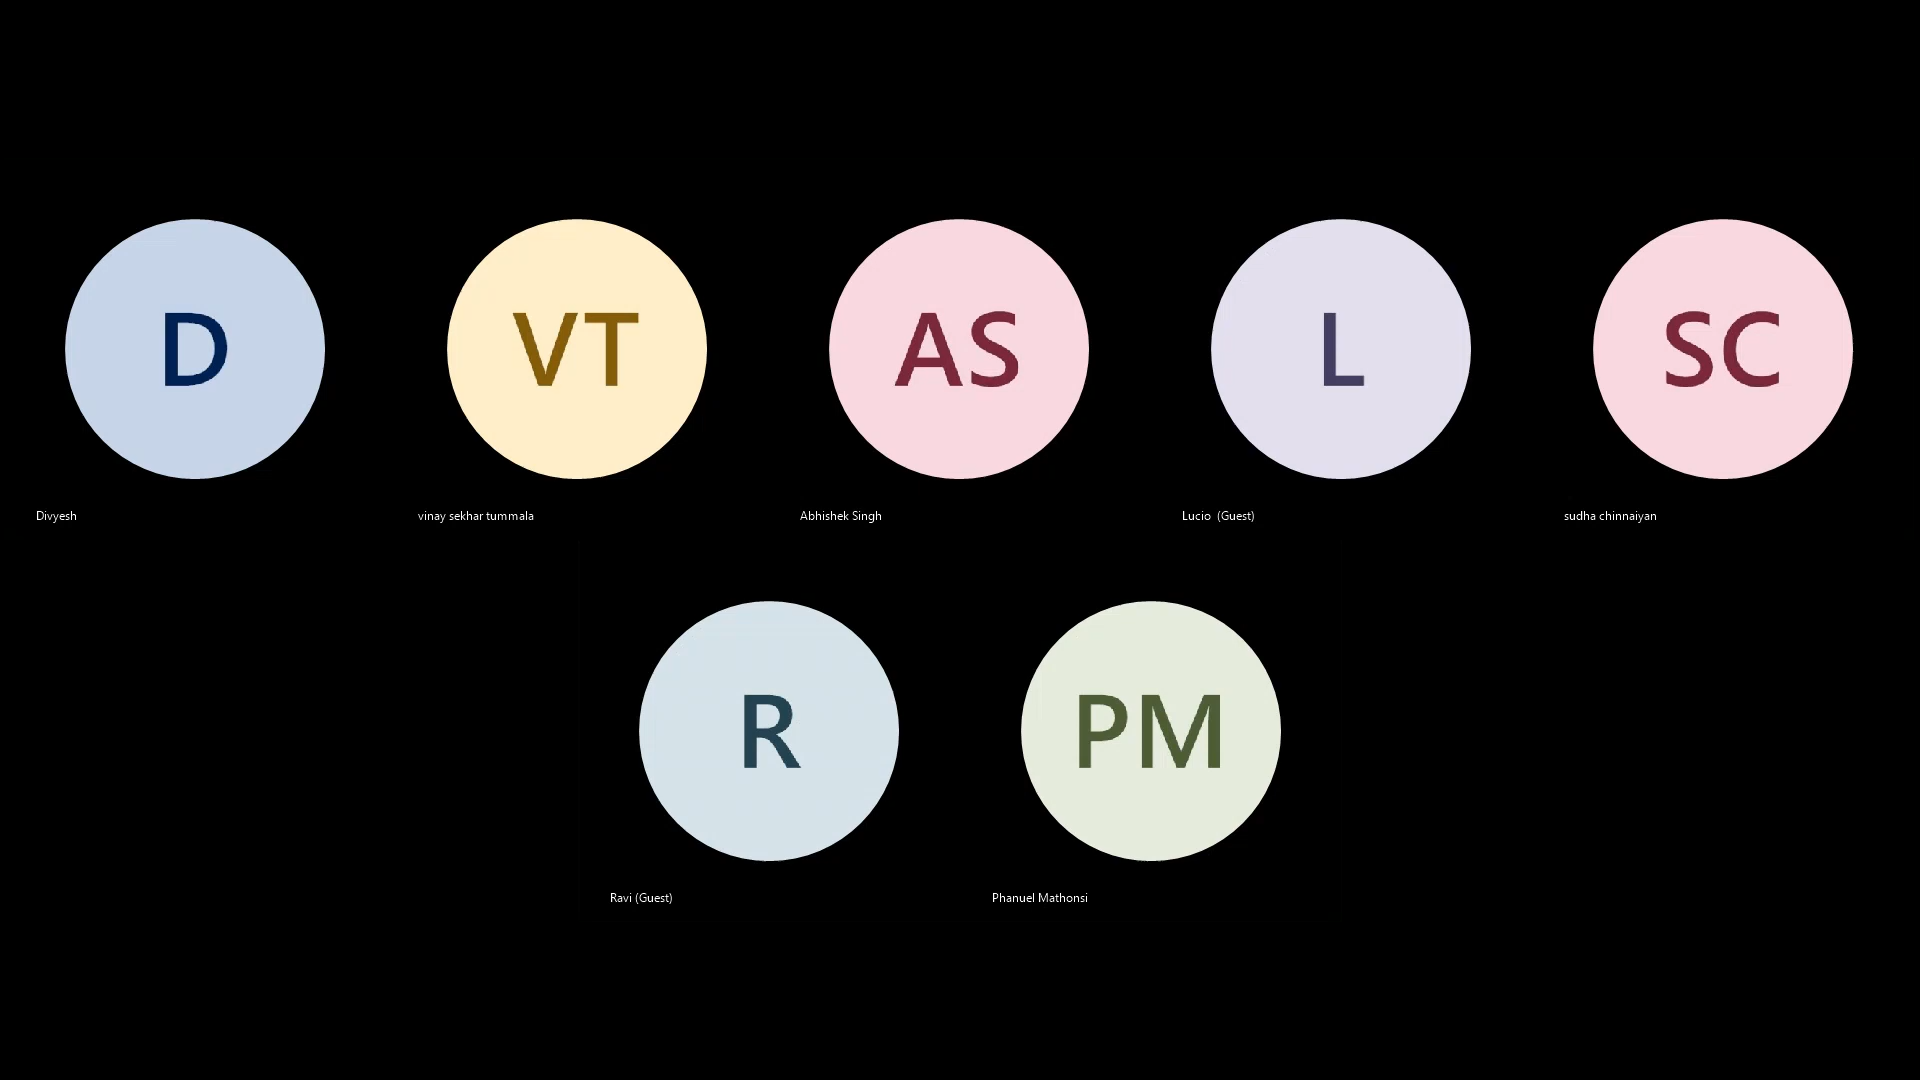 D
VT
AS
L
SC
Divyesh
vinay sekhar tummala
Abhishek Singh
Lucio (Guest)
sudha chinnaiyan
R
PM
Ravi (Guest)
Phanuel Mathonsi